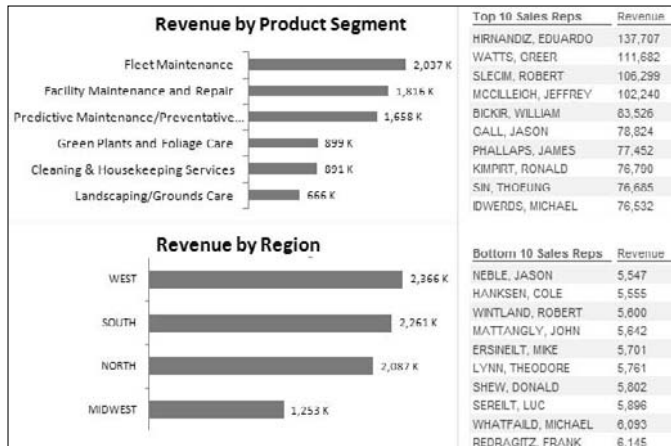 Revenue by Product Segment
Fleet Maintenance 2,037 K
Facility Maintenance and Repair 1,816 K
Predictive Maintenance/Preventative... 1,658 K
Green Plants and Foliage Care 899 K
Cleaning & Housekeeping Services 891 K
Landscaping/Grounds Care 666 K
Revenue by Region
WEST 2,366 K
SOUTH 2,261 K
NORTH 2,087 K
MIDWEST 1,253 K
Top 10 Sales Reps Revenue
HIRNANDIZ, EDUARDO 137,707
WATTS, GREER 111,682
SLECIM, ROBERT 106,299
MCCILLEICH, JEFFREY 102,240
BICKIR, WILLIAM 83,526
GALL, JASON 78,824
PHALLAPS, JAMES 77,452
KIMPIRT, RONALD 76,790
SIN, THOEUNG 76,685
IDWERDS, MICHAEL 76,532
Bottom 10 Sales Reps Revenue
NEBLE, JASON 5,547
HANKSEN, COLE 5,555
WINTLAND, ROBERT 5,600
MATTANGLY, JOHN 5,642
ERSINEILT, MIKE 5,701
LYNN, THEODORE 5,761
SHEW, DONALD 5,802
SEREILT, LUC 5,896
WHATFAILD, MICHAEL 6,093
REDRAGITZ, FRANK 6,145